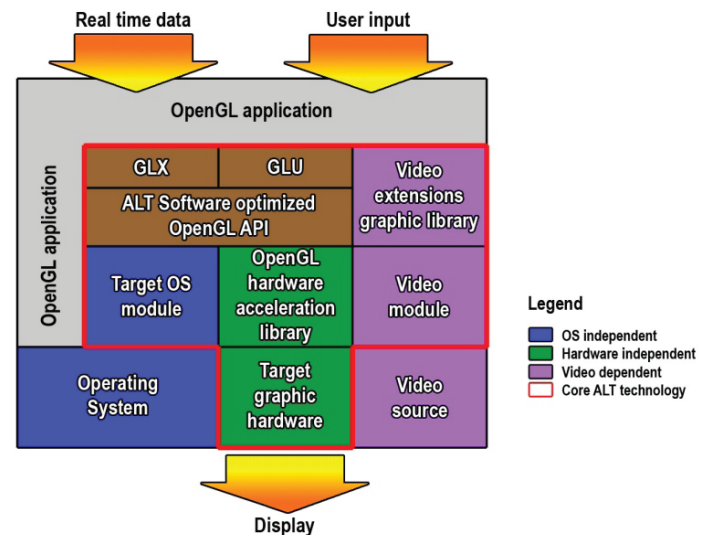 Real time data
User input
OpenGL application
OpenGL application
GLX
GLU
Video
extensions
graphic library
ALT Software optimized
OpenGL API
Target OS
module
OpenGL
hardware
acceleration
library
Video
module
Operating
System
Target
graphic
hardware
Video
source
Display
Legend
OS independent
Hardware independent
Video dependent
Core ALT technology